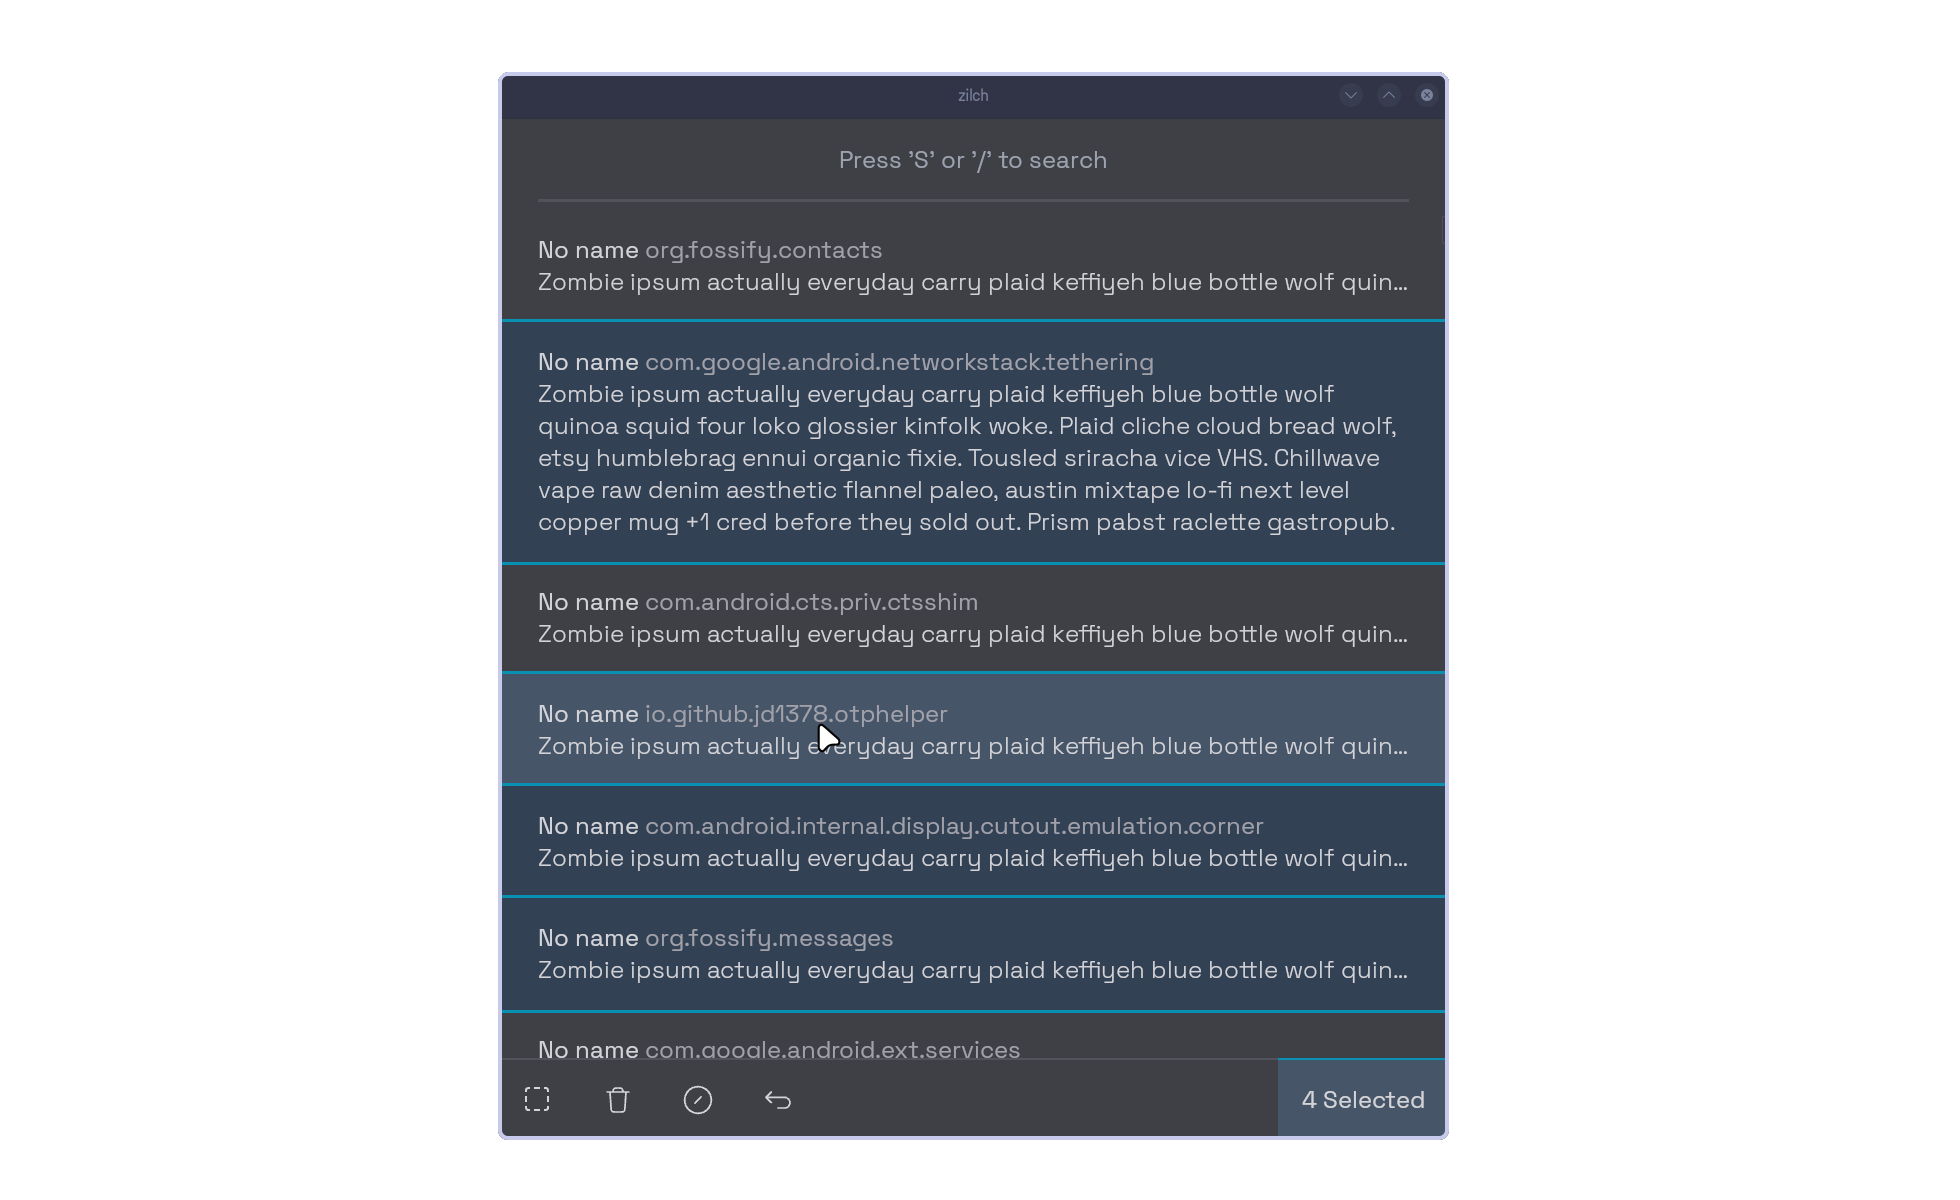 zilch
Press ’S’ or ’/’ to search
No name org.fossify.contacts
Zombie ipsum actually everyday carry plaid keffiyeh blue bottle wolf quin…
No name com.google.android.networkstack.tethering
Zombie ipsum actually everyday carry plaid keffiyeh blue bottle wolf
quinoa squid four loko glossier kinfolk woke. Plaid cliche cloud bread wolf,
etsy humblebrag ennui organic fixie. Tousled sriracha vice VHS. Chillwave
vape raw denim aesthetic flannel paleo, austin mixtape lo-fi next level
copper mug +1 cred before they sold out. Prism pabst raclette gastropub.
No name com.android.cts.priv.ctsshim
Zombie ipsum actually everyday carry plaid keffiyeh blue bottle wolf quin…
No name io.github.jd1378.otphelper
Zombie ipsum actually everyday carry plaid keffiyeh blue bottle wolf quin…
No name com.android.internal.display.cutout.emulation.corner
Zombie ipsum actually everyday carry plaid keffiyeh blue bottle wolf quin…
No name org.fossify.messages
Zombie ipsum actually everyday carry plaid keffiyeh blue bottle wolf quin…
No name com.google.android.ext.services
4 Selected